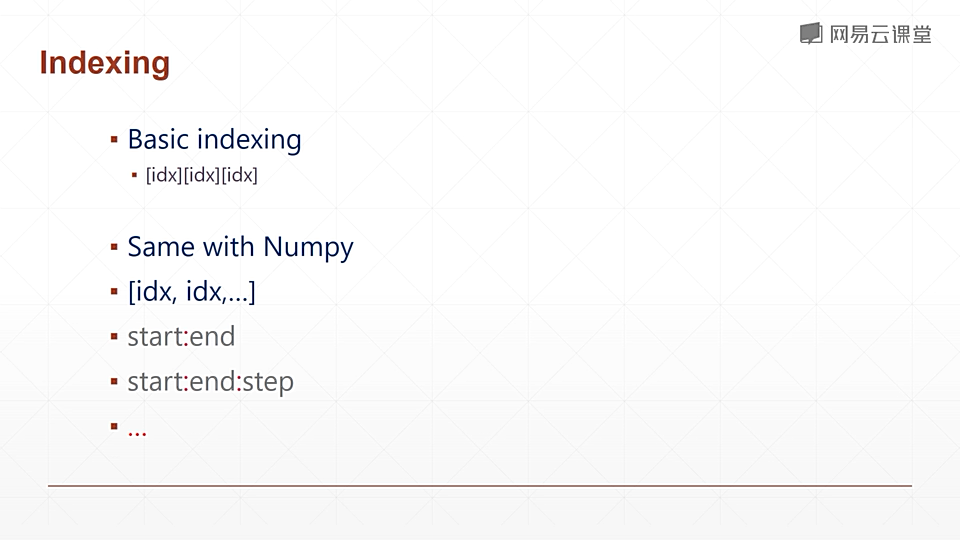 网易云课堂
Indexing
Basic indexing
[idx][idx][idx]
Same with Numpy
[idx, idx,...]
start:end
start:end:step
...